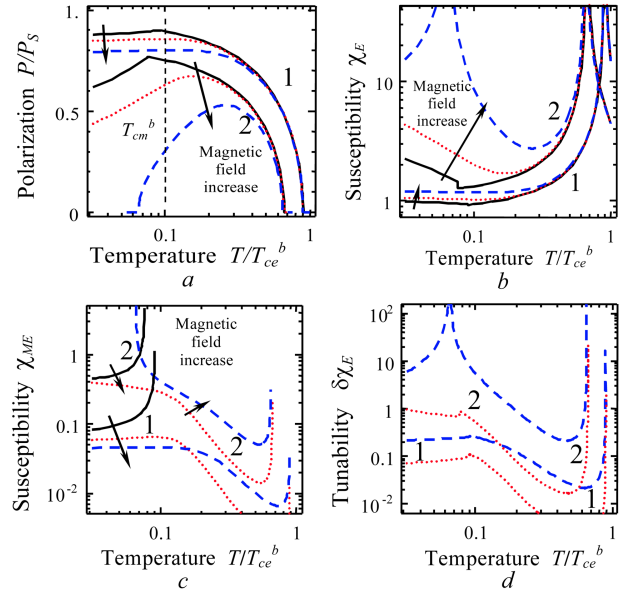 1.
0.5
0
Polarization P/P_S
T_cm^b
1
2
Magnetic
field
increase
0.1
1
Temperature T/T_ce^b
a
10
1
Susceptibility χ_E
Magnetic
field
increase
2
1
0.1
1
Temperature T/T_ce^b
b
1
0.1
10^-2
Susceptibility χ_ME
Magnetic
field
increase
2
1
2
0.1
1
Temperature T/T_ce^b
c
10^2
10
1
0.1
10^-2
Tunability δχ_E
2
1
2
1
0.1
1
Temperature T/T_ce^b
d